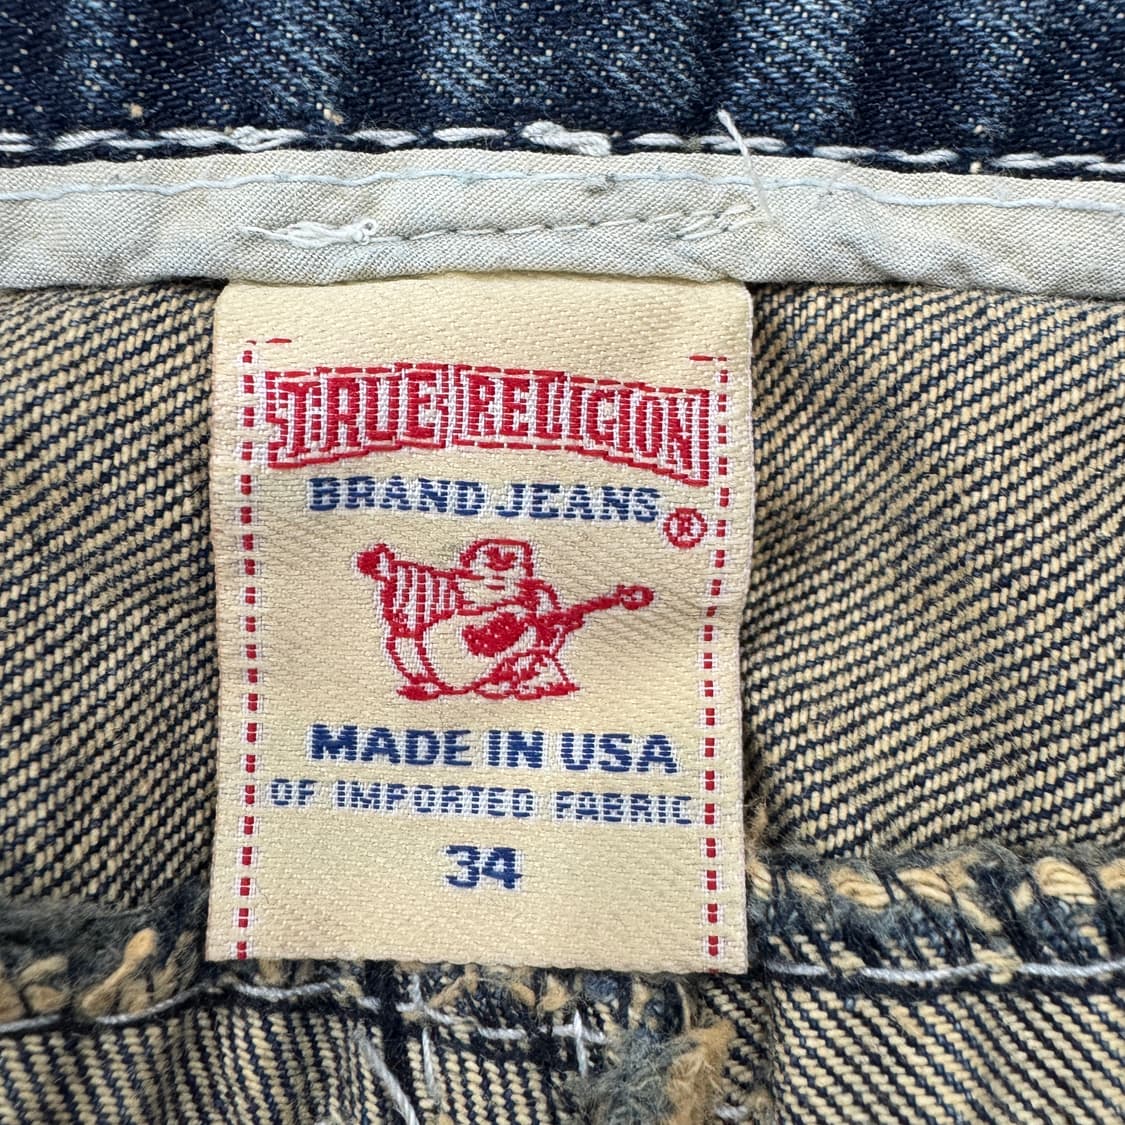 TRUE RELIGION
BRAND JEANS ®
MADE IN USA
OF IMPORTED FABRIC
34